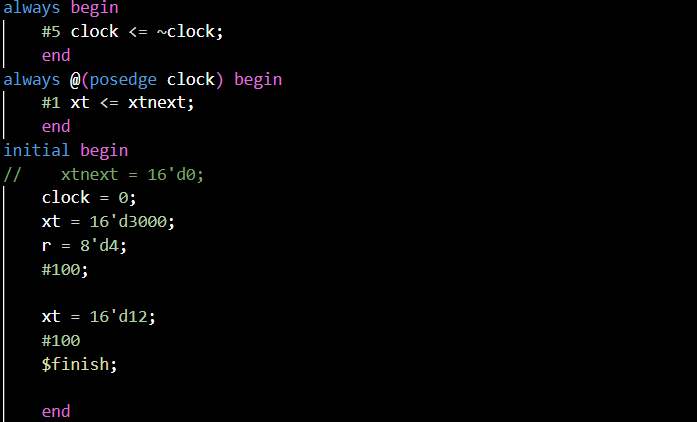 always begin
#5 clock <= ~clock;
end
always @(posedge clock) begin
#1 xt <= xtnext;
end
initial begin
//    xtnext = 16'd0;
clock = 0;
xt = 16'd3000;
r = 8'd4;
#100;
xt = 16'd12;
#100
$finish;
end